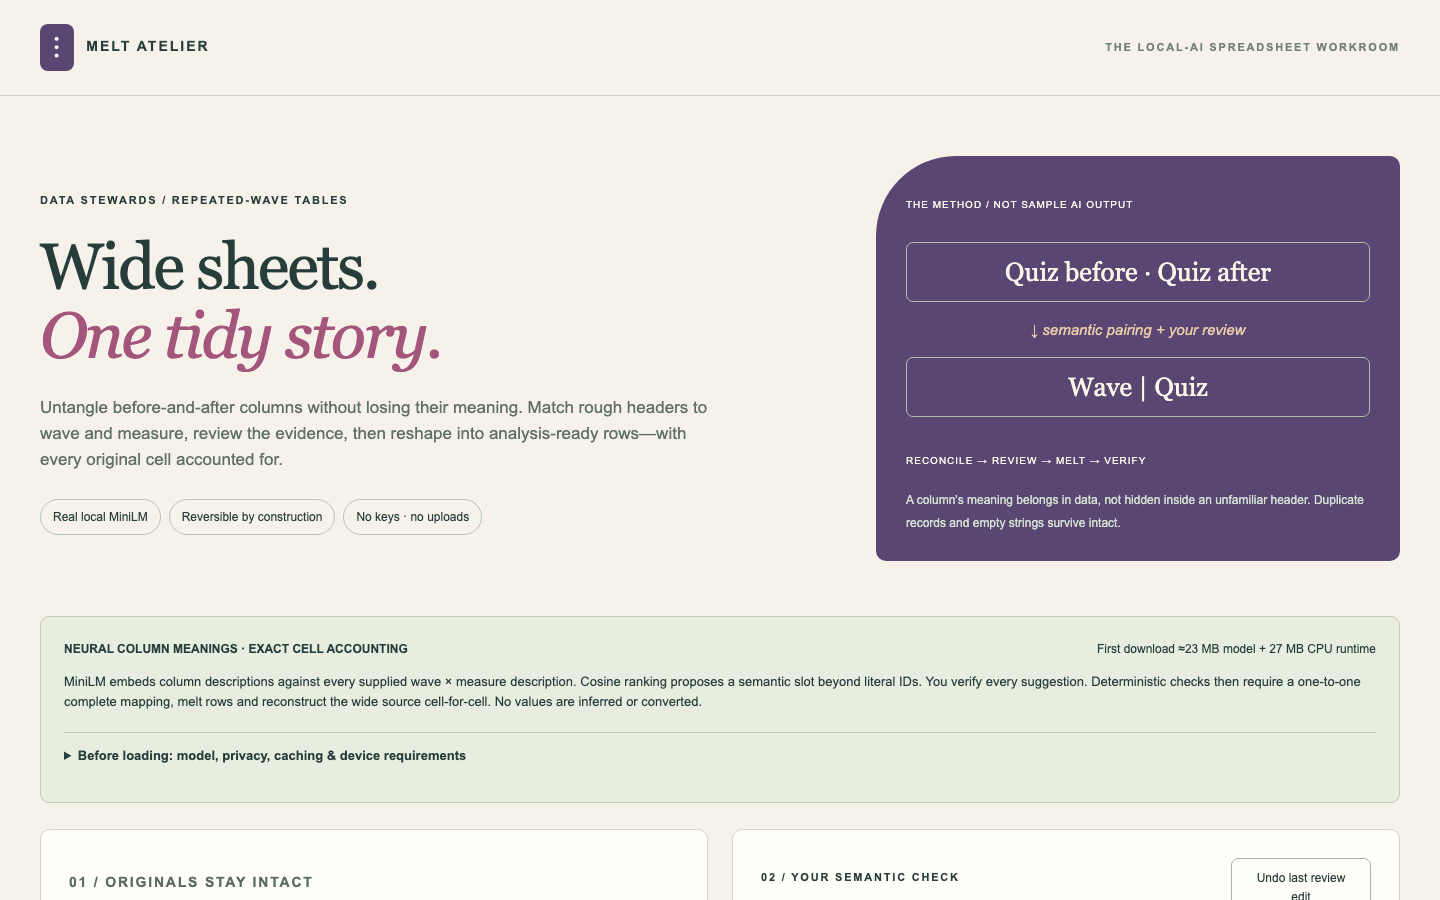 MELT ATELIER
THE LOCAL-AI SPREADSHEET WORKROOM
DATA STEWARDS / REPEATED-WAVE TABLES
Wide sheets.
One tidy story.
Untangle before-and-after columns without losing their meaning. Match rough headers to
wave and measure, review the evidence, then reshape into analysis-ready rows—with
every original cell accounted for.
Real local MiniLM
Reversible by construction
No keys · no uploads
THE METHOD / NOT SAMPLE AI OUTPUT
Quiz before · Quiz after
↓ semantic pairing + your review
Wave | Quiz
RECONCILE → REVIEW → MELT → VERIFY
A column's meaning belongs in data, not hidden inside an unfamiliar header. Duplicate
records and empty strings survive intact.
NEURAL COLUMN MEANINGS · EXACT CELL ACCOUNTING
First download ≈23 MB model + 27 MB CPU runtime
MiniLM embeds column descriptions against every supplied wave × measure description. Cosine ranking proposes a semantic slot beyond literal IDs. You verify every suggestion. Deterministic checks then require a one-to-one
complete mapping, melt rows and reconstruct the wide source cell-for-cell. No values are inferred or converted.
▶ Before loading: model, privacy, caching & device requirements
01 / ORIGINALS STAY INTACT
02 / YOUR SEMANTIC CHECK
Undo last review
edit